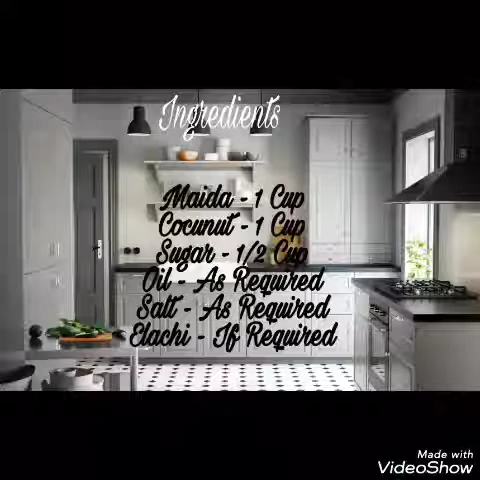 Ingredients
Maida - 1 Cup
Cocunut - 1 Cup
Sugar - 1/2 Cup
Oil - As Required
Salt - As Required
Elachi - If Required
Made with
VideoShow